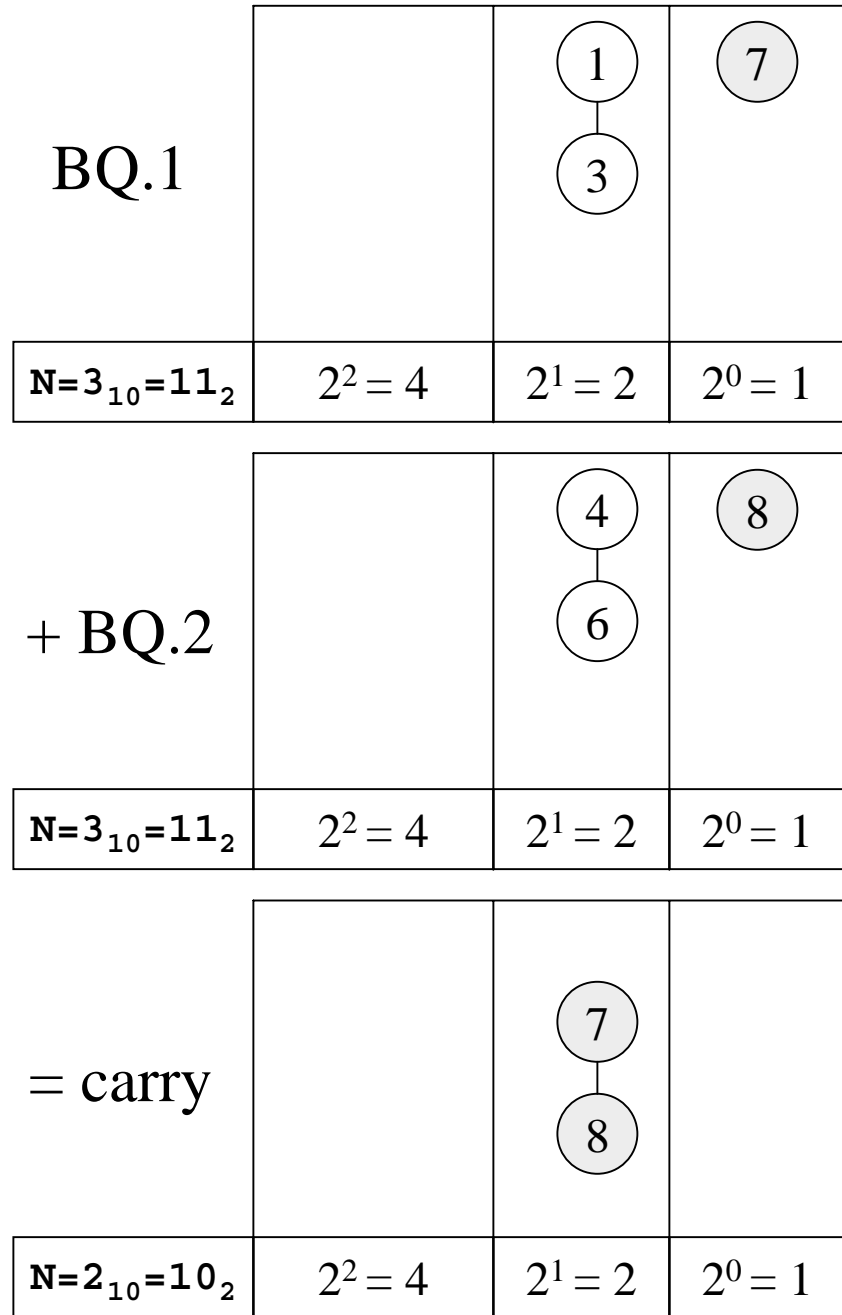 1 7
BQ.1
3
N=3₁₀=11₂ 2² = 4 2¹ = 2 2⁰ = 1
4 8
+ BQ.2
6
N=3₁₀=11₂ 2² = 4 2¹ = 2 2⁰ = 1
7
= carry
8
N=2₁₀=10₂ 2² = 4 2¹ = 2 2⁰ = 1